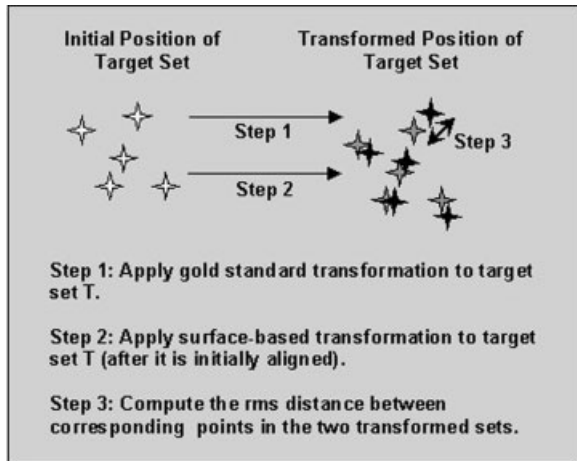 Initial Position of
Target Set
Transformed Position of
Target Set
Step 1
Step 2
Step 3
Step 1: Apply gold standard transformation to target
set T.
Step 2: Apply surface-based transformation to target
set T (after it is initially aligned).
Step 3: Compute the rms distance between
corresponding points in the two transformed sets.